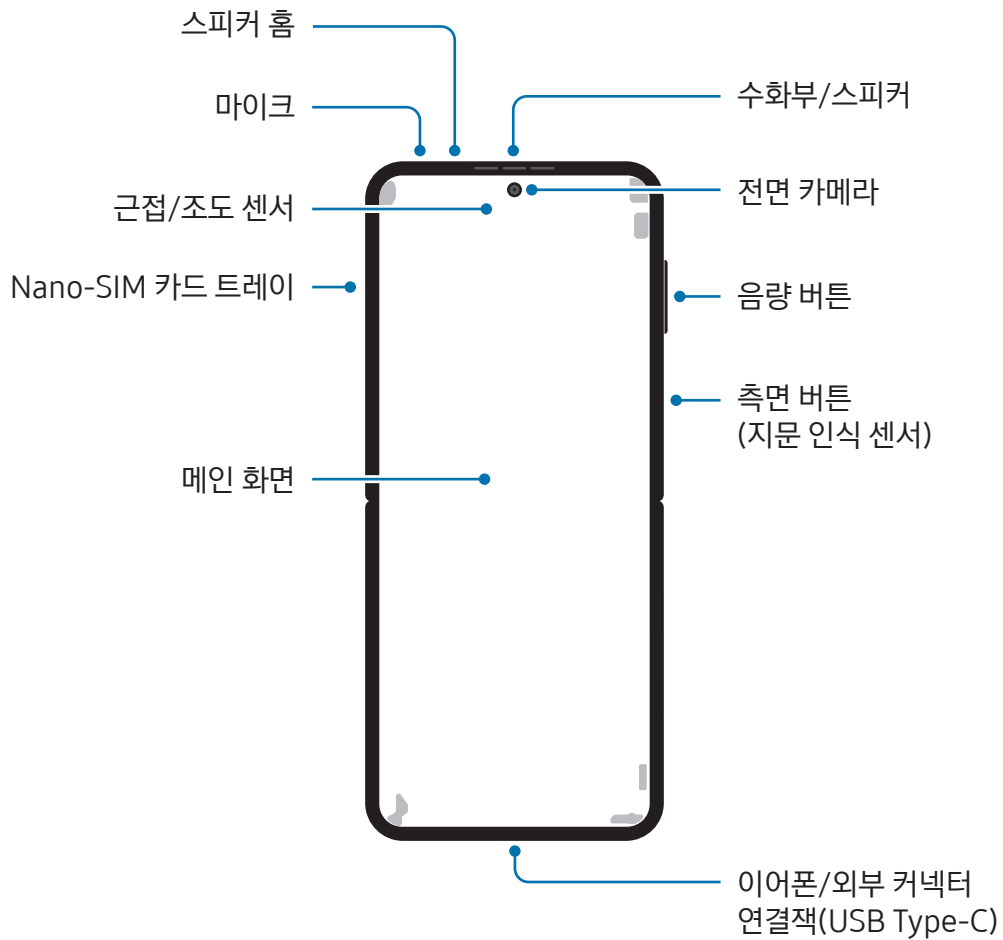 스피커 홈
마이크
근접/조도 센서
Nano-SIM 카드 트레이
메인 화면
수화부/스피커
전면 카메라
음량 버튼
측면 버튼
(지문 인식 센서)
이어폰/외부 커넥터
연결잭(USB Type-C)